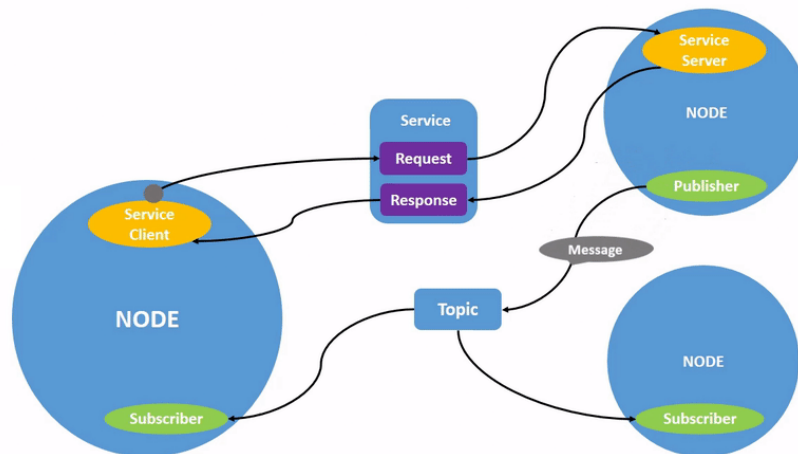 Service
Server
Service
NODE
Request
Publisher
Response
Service
Client
Message
Topic
NODE
NODE
Subscriber
Subscriber